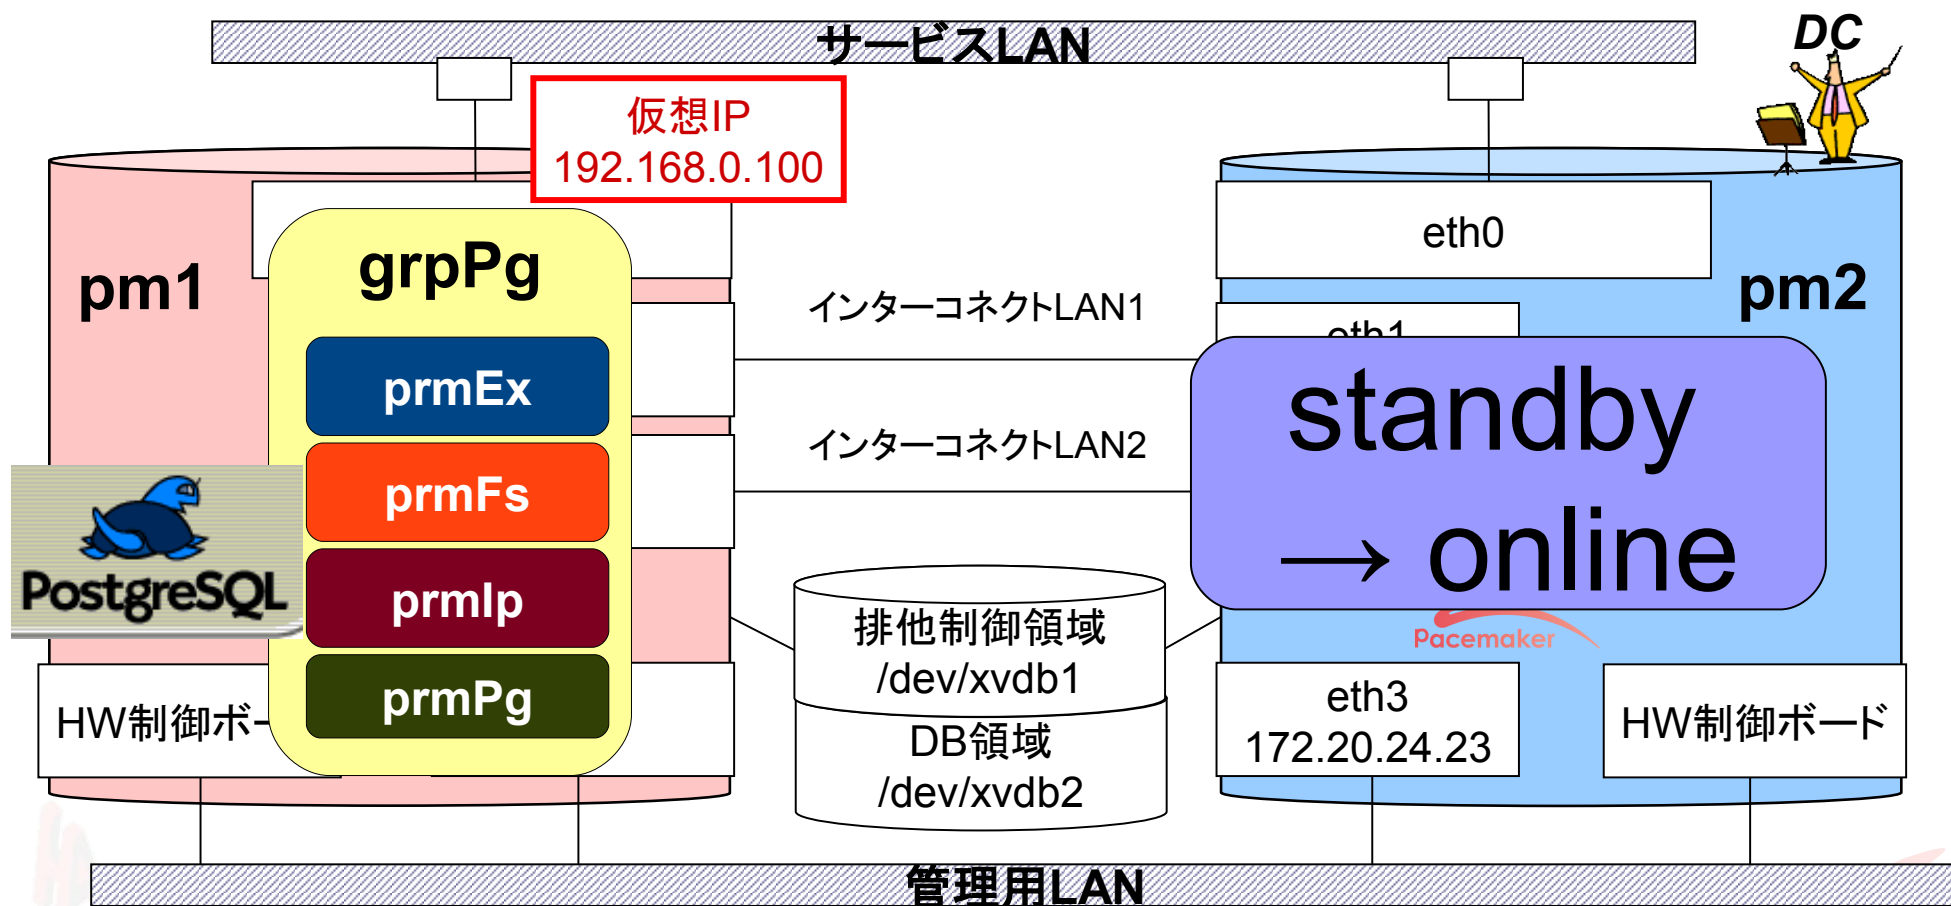 サービスLAN
DC
仮想IP
192.168.0.100
pm1
grpPg
prmEx
prmFs
prmIp
prmPg
PostgreSQL
HW制御ボー
インターコネクトLAN1
インターコネクトLAN2
排他制御領域
/dev/xvdb1
DB領域
/dev/xvdb2
eth0
pm2
eth1
standby
→ online
Pacemaker
eth3
172.20.24.23
HW制御ボード
管理用LAN